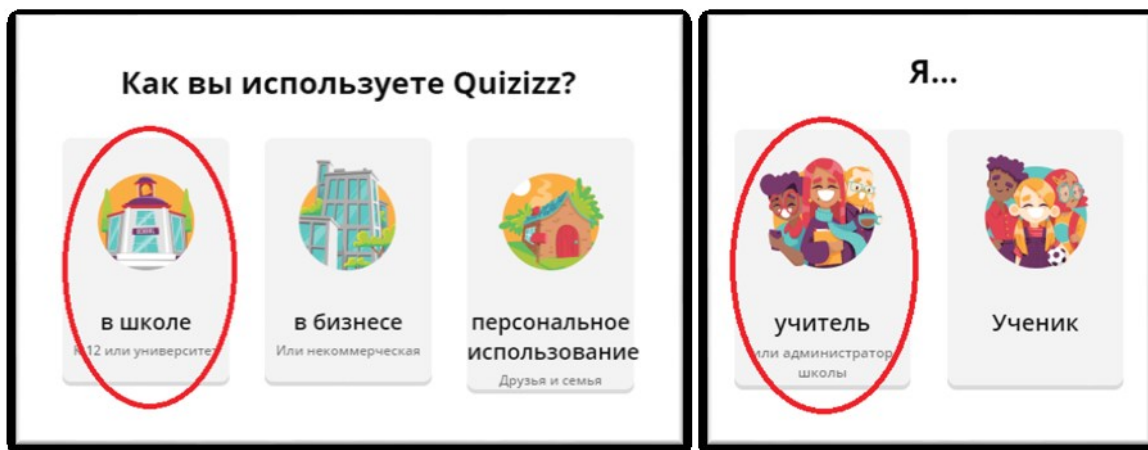 Как вы используете Quizizz?
в школе
К-12 или университет
в бизнесе
Или некоммерческая
персональное
использование
Друзья и семья
Я...
учитель
или администратор
школы
Ученик